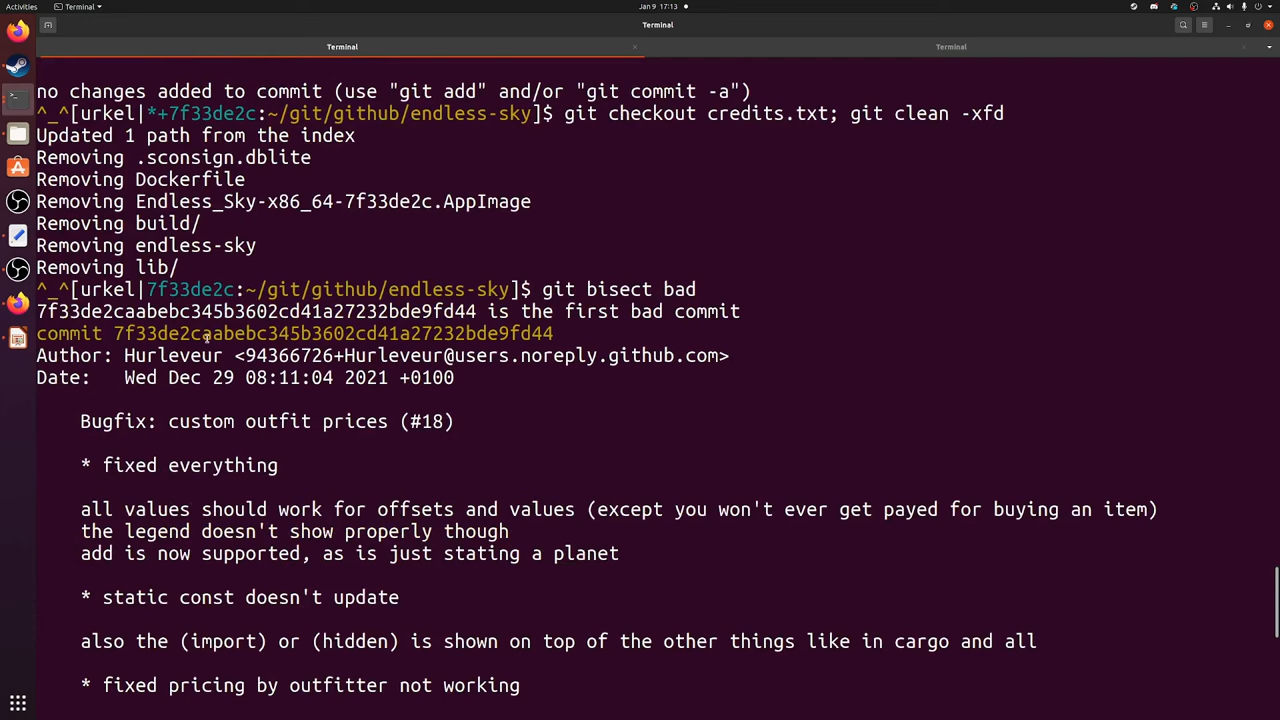 Activities
Terminal
Jan 9 17:13
Terminal
Terminal
Terminal
no changes added to commit (use "git add" and/or "git commit -a")
^_^[urkel|*+7f33de2c:~/git/github/endless-sky]$ git checkout credits.txt; git clean -xfd
Updated 1 path from the index
Removing .sconsign.dblite
Removing Dockerfile
Removing Endless_Sky-x86_64-7f33de2c.AppImage
Removing build/
Removing endless-sky
Removing lib/
^_^[urkel|7f33de2c:~/git/github/endless-sky]$ git bisect bad
7f33de2caabebc345b3602cd41a27232bde9fd44 is the first bad commit
commit 7f33de2caabebc345b3602cd41a27232bde9fd44
Author: Hurleveur <94366726+Hurleveur@users.noreply.github.com>
Date:   Wed Dec 29 08:11:04 2021 +0100
Bugfix: custom outfit prices (#18)
* fixed everything
all values should work for offsets and values (except you won't ever get payed for buying an item)
the legend doesn't show properly though
add is now supported, as is just stating a planet
* static const doesn't update
also the (import) or (hidden) is shown on top of the other things like in cargo and all
* fixed pricing by outfitter not working